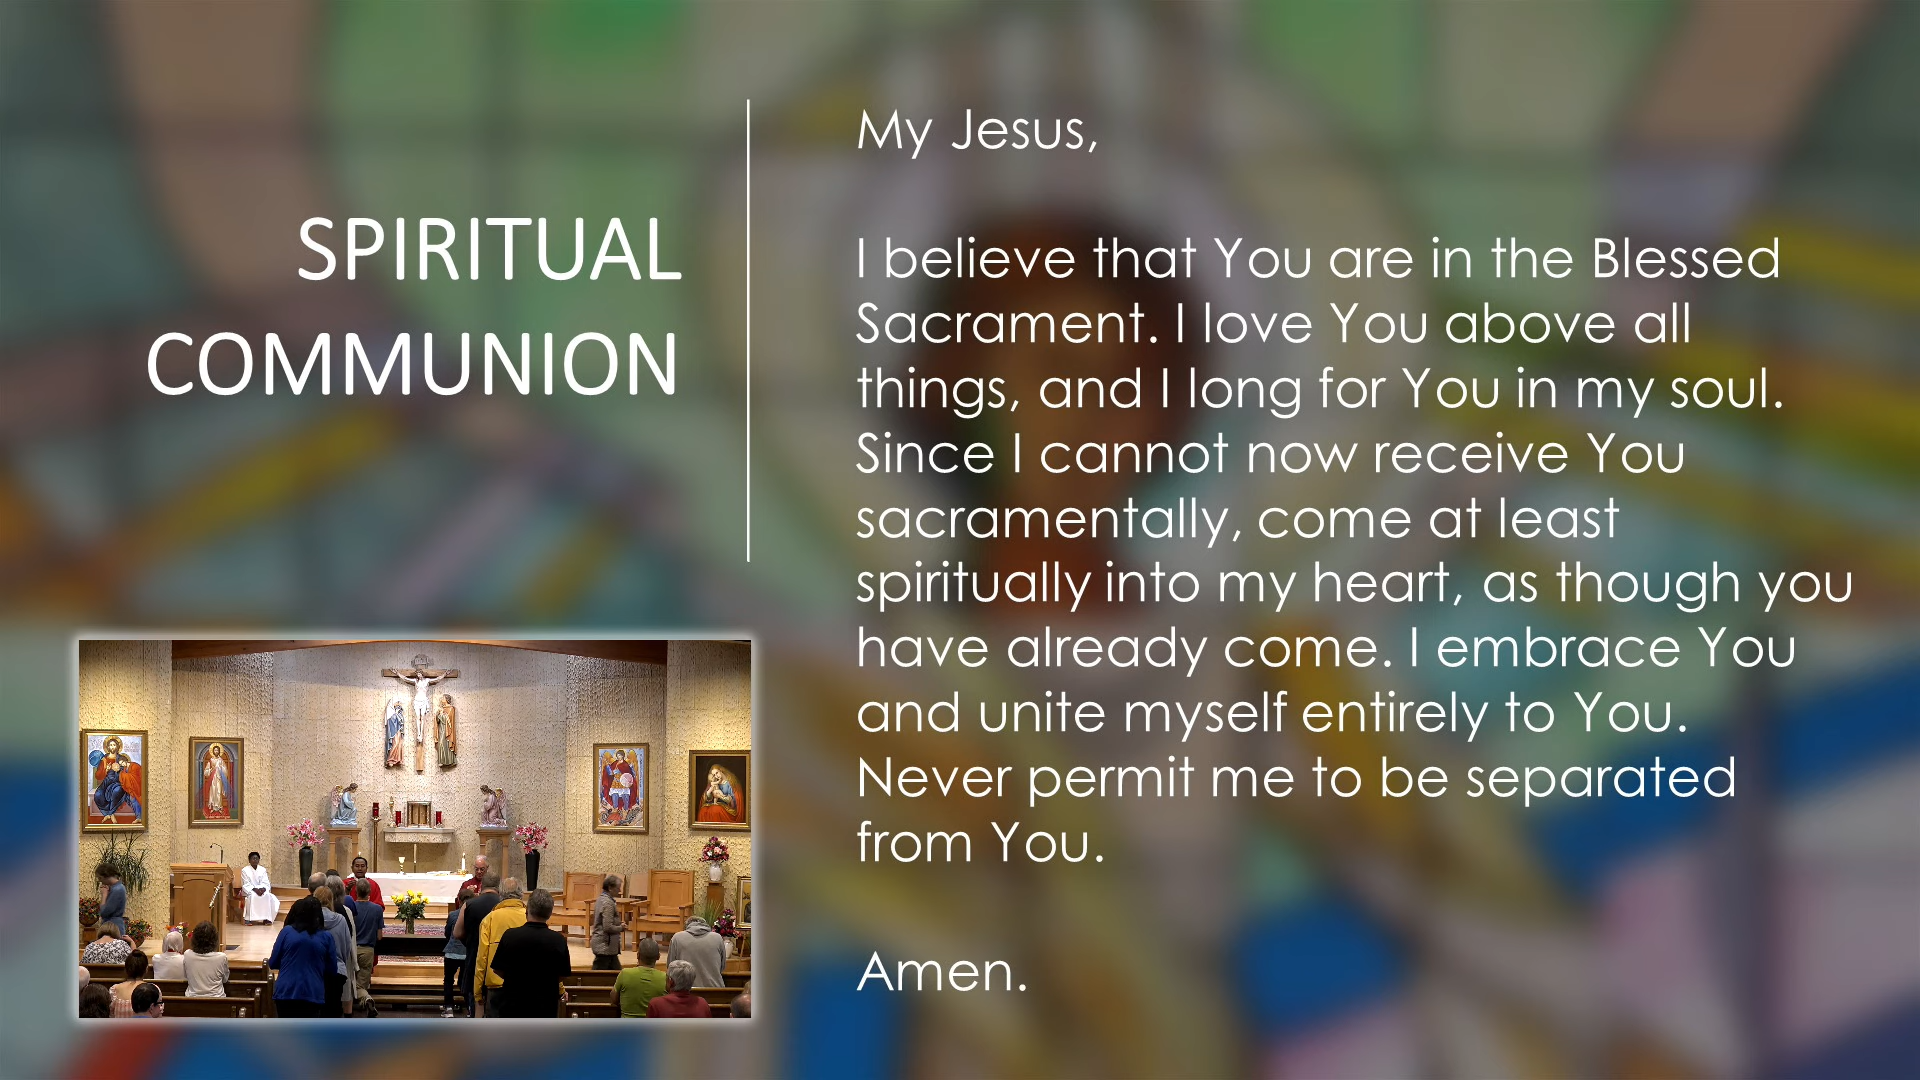 SPIRITUAL
COMMUNION
My Jesus,
I believe that You are in the Blessed
Sacrament. I love You above all
things, and I long for You in my soul.
Since I cannot now receive You
sacramentally, come at least
spiritually into my heart, as though you
have already come. I embrace You
and unite myself entirely to You.
Never permit me to be separated
from You.
Amen.